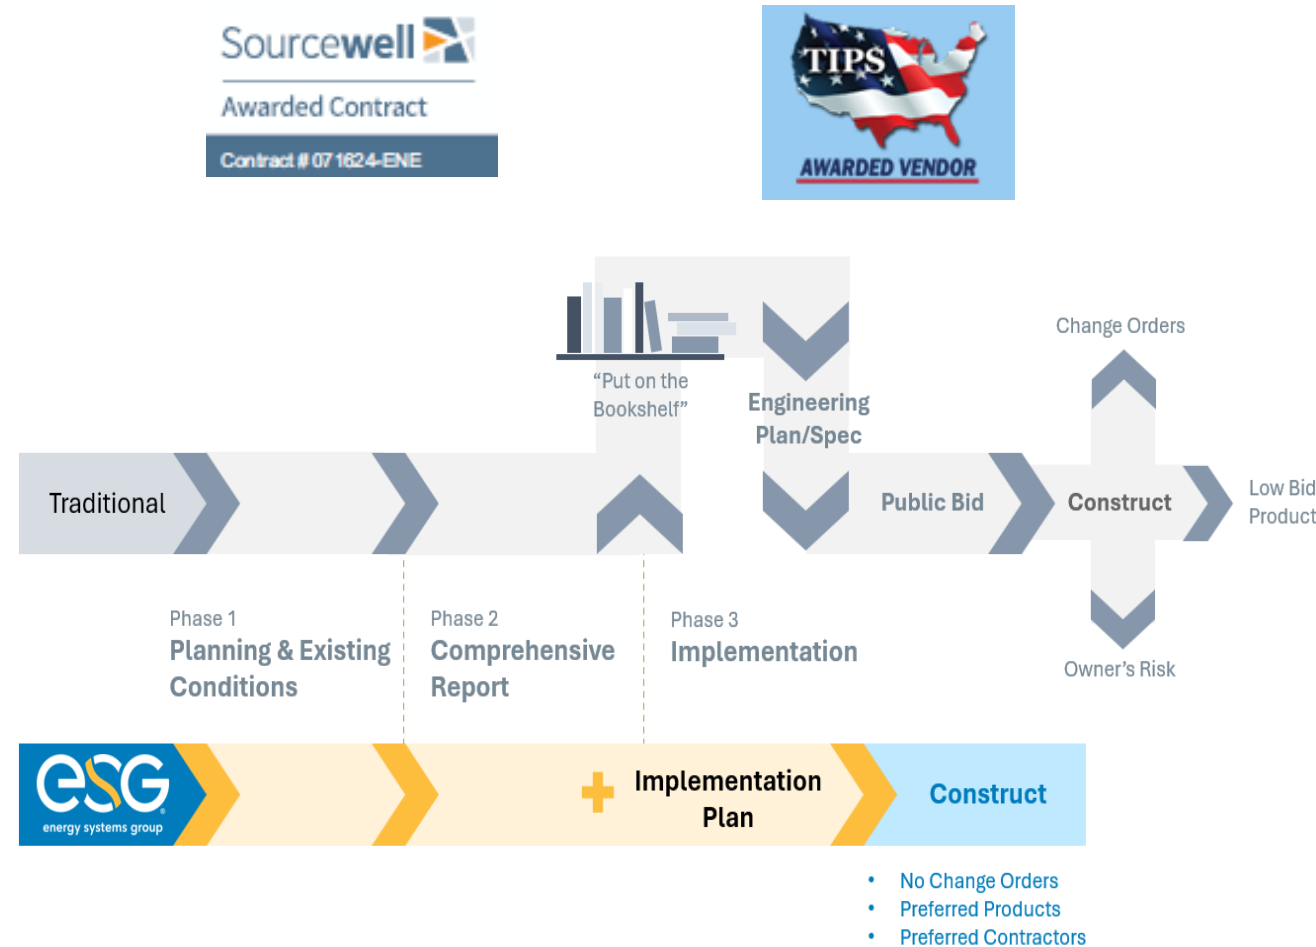 Sourcewell
Awarded Contract
Contract # 071624-ENE
TIPS
AWARDED VENDOR
“Put on the
Bookshelf”
Engineering
Plan/Spec
Change Orders
Traditional
Public Bid
Construct
Low Bid
Product
Owner’s Risk
Phase 1
Planning & Existing
Conditions
Phase 2
Comprehensive
Report
Phase 3
Implementation
esg®
energy systems group
Implementation
Plan
Construct
• No Change Orders
• Preferred Products
• Preferred Contractors